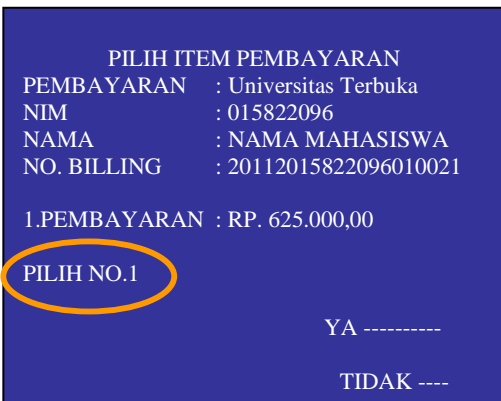 PILIH ITEM PEMBAYARAN
PEMBAYARAN : Universitas Terbuka
NIM : 015822096
NAMA : NAMA MAHASISWA
NO. BILLING : 20112015822096010021
1.PEMBAYARAN : RP. 625.000,00
PILIH NO.1
YA ----------
TIDAK ----